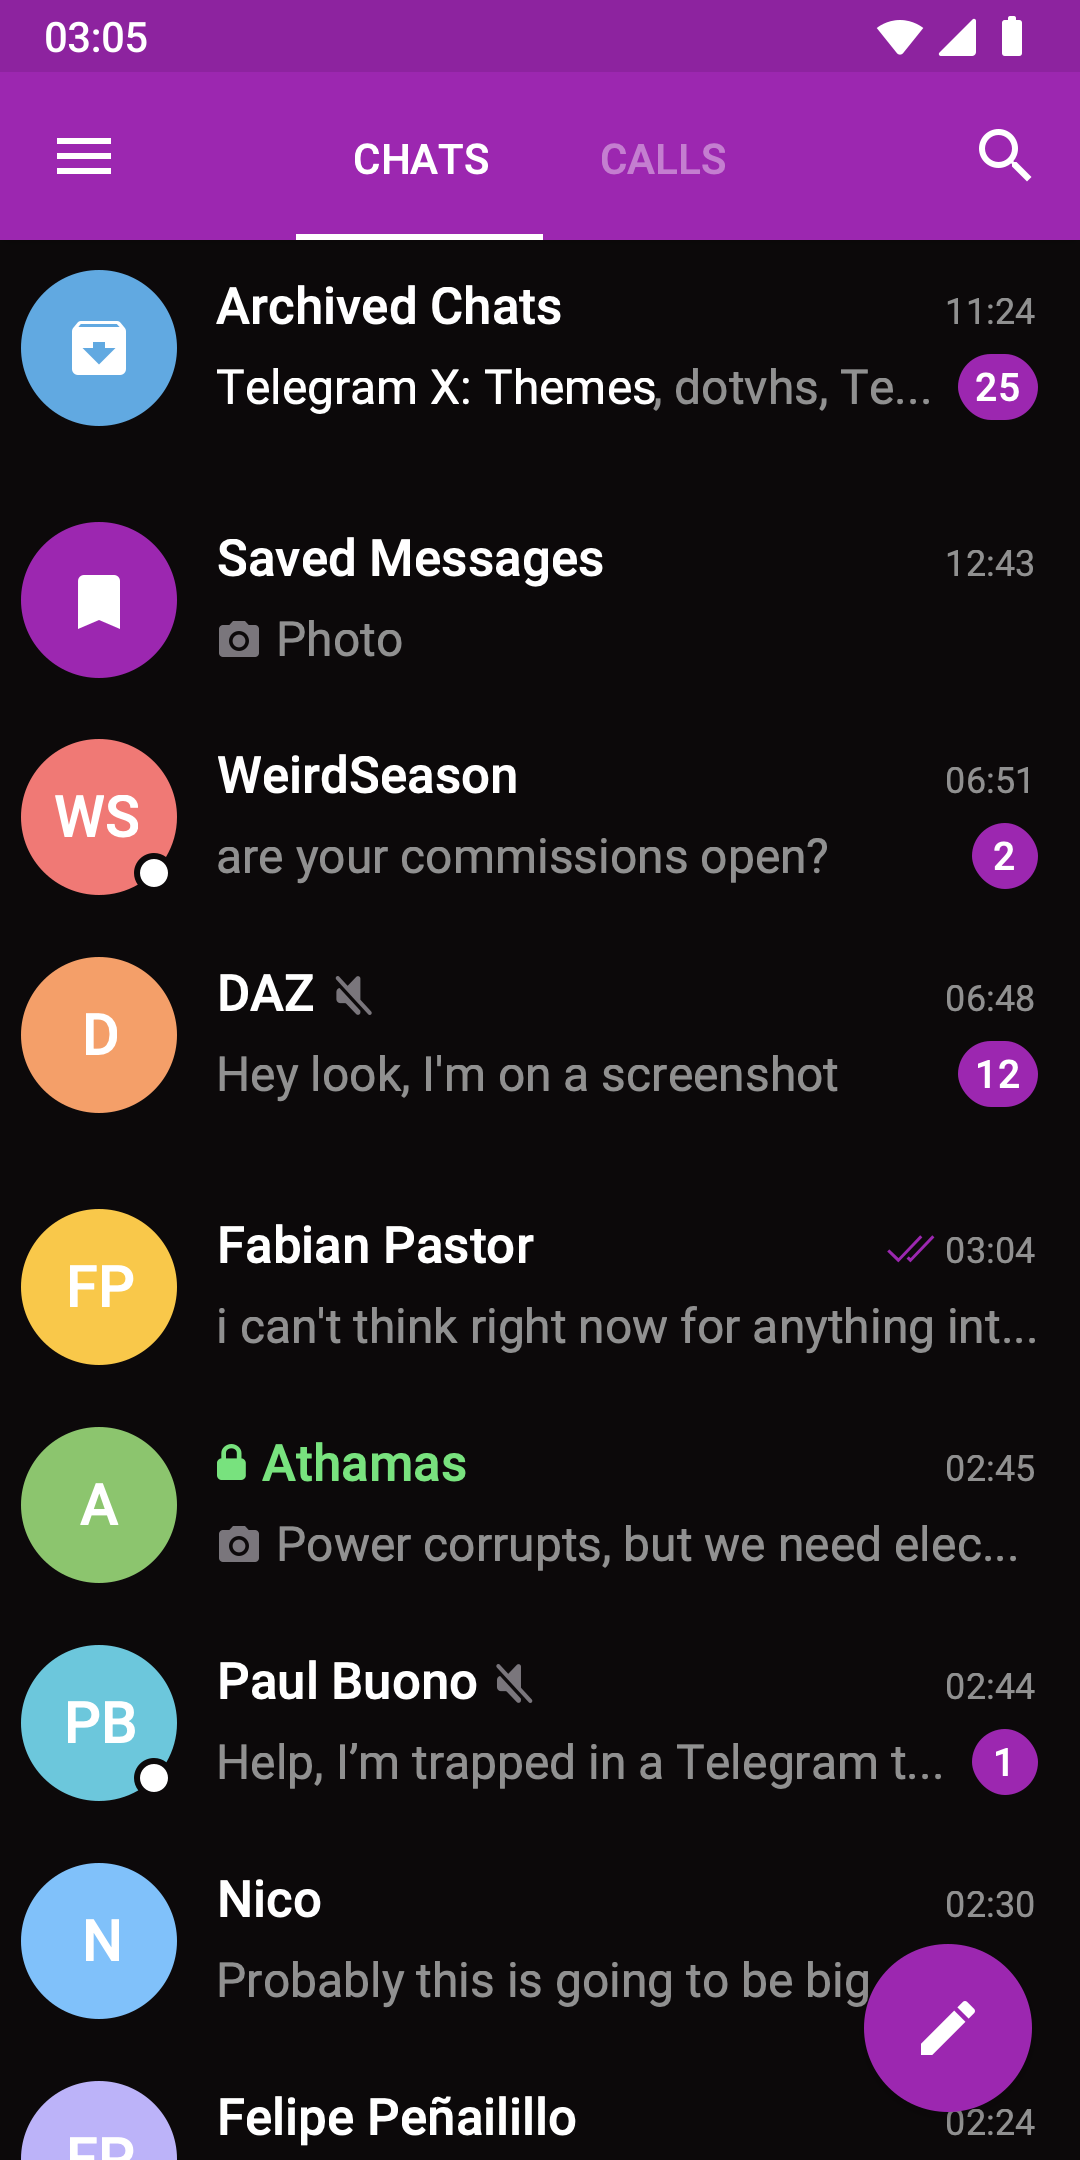 03:05
CHATS CALLS
Archived Chats 11:24
Telegram X: Themes, dotvhs, Te... 25
Saved Messages 12:43
Photo
WeirdSeason 06:51
WS
are your commissions open? 2
DAZ 06:48
D
Hey look, I'm on a screenshot 12
Fabian Pastor 03:04
FP
i can't think right now for anything int...
Athamas 02:45
A
Power corrupts, but we need elec...
Paul Buono 02:44
PB
Help, I’m trapped in a Telegram t... 1
Nico 02:30
N
Probably this is going to be big
Felipe Peñailillo 02:24
FP